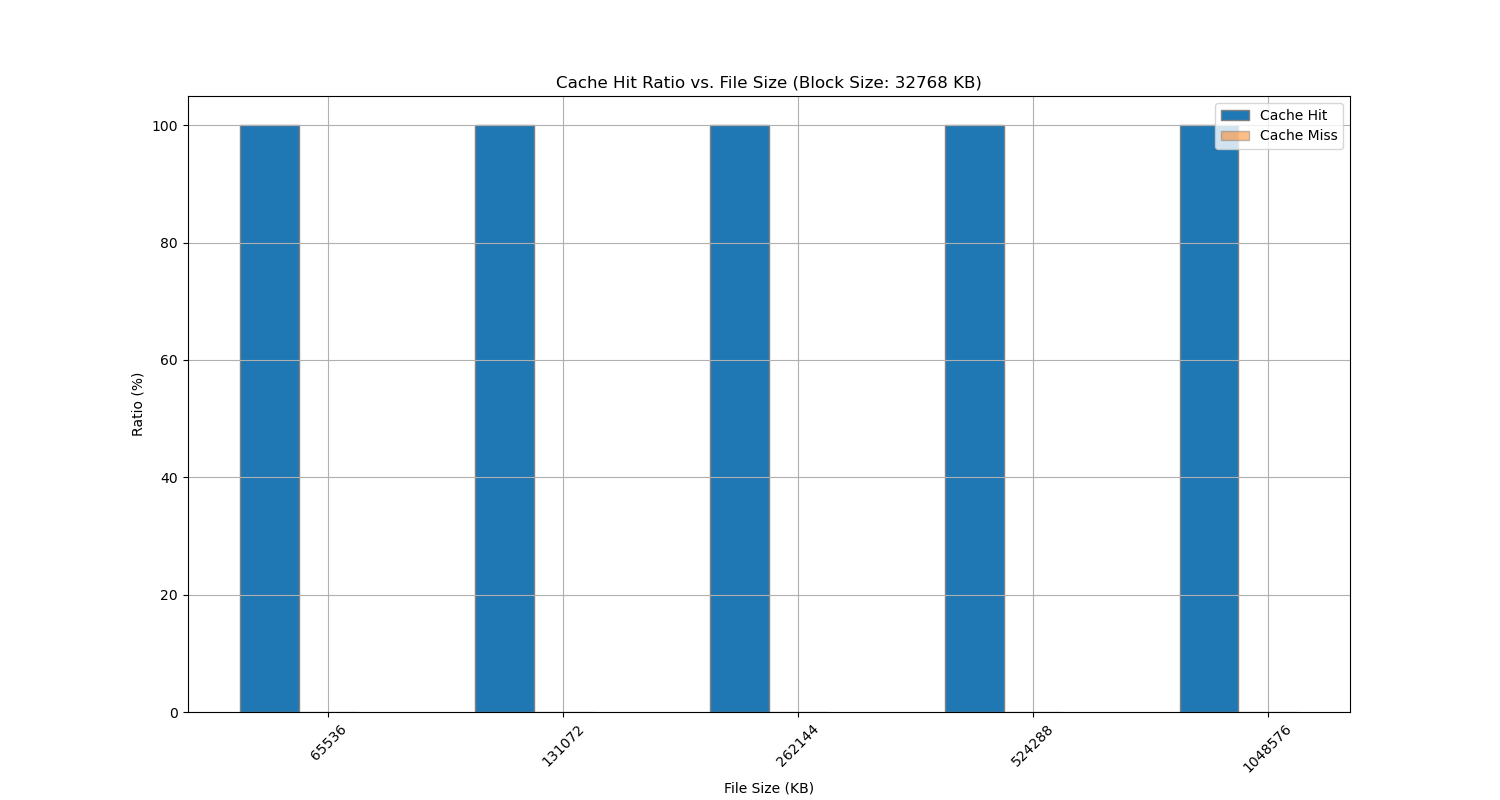 Cache Hit Ratio vs. File Size (Block Size: 32768 KB)
Cache Hit
Cache Miss
100
80
60
40
20
0
Ratio (%)
65536
131072
262144
524288
1048576
File Size (KB)